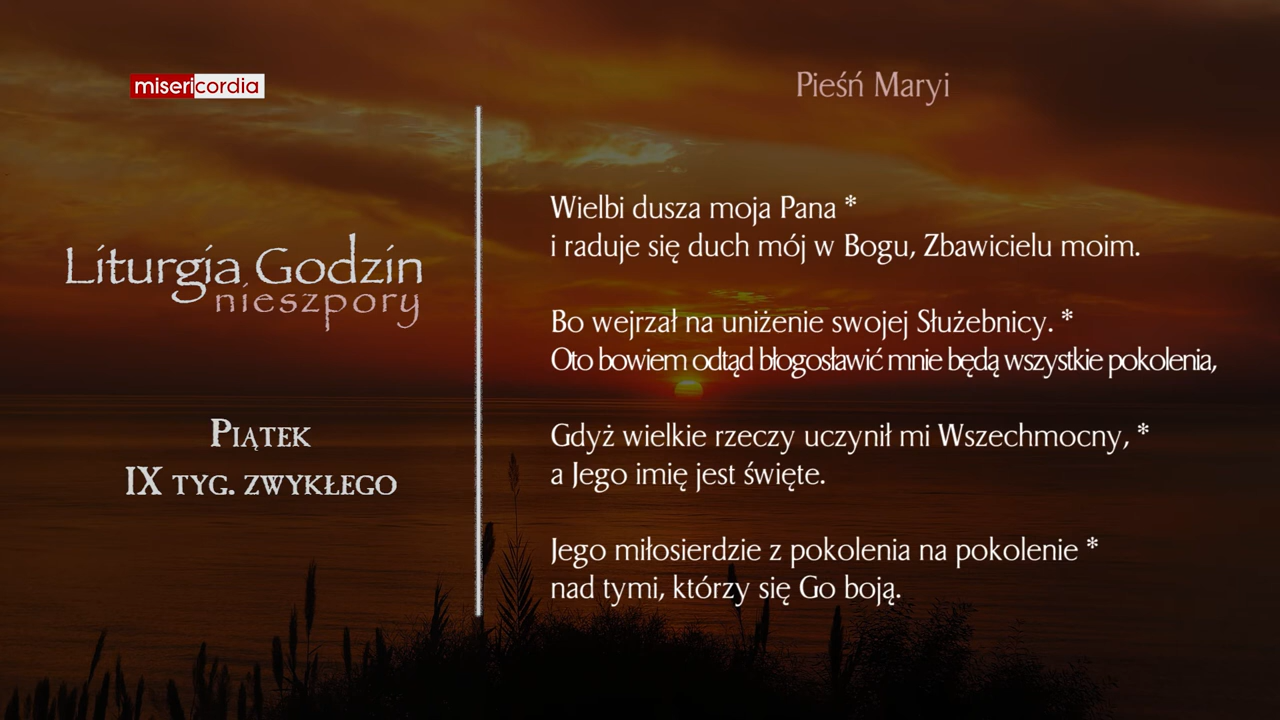 misericordia
Liturgia Godzin
nieszpory
Piątek
IX tyg. zwykłego
Pieśń Maryi
Wielbi dusza moja Pana *
i raduje się duch mój w Bogu, Zbawicielu moim.
Bo wejrzał na uniżenie swojej Służebnicy. *
Oto bowiem odtąd błogosławić mnie będą wszystkie pokolenia,
Gdyż wielkie rzeczy uczynił mi Wszechmocny, *
a Jego imię jest święte.
Jego miłosierdzie z pokolenia na pokolenie *
nad tymi, którzy się Go boją.